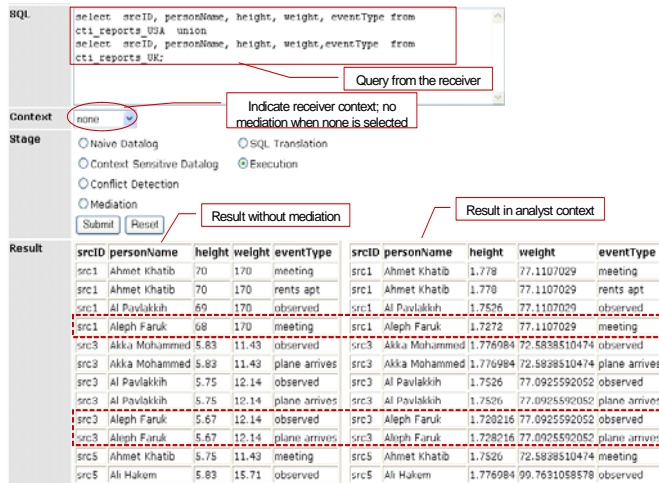 SQL
select srcID, personName, height, weight, eventType from
cti_reports_USA union
select srcID, personName, height, weight,eventType from
cti_reports_UK;
Query from the receiver
Context
none
Indicate receiver context; no
mediation when none is selected
Stage
Naive Datalog
SQL Translation
Context Sensitive Datalog
Execution
Conflict Detection
Mediation
Submit Reset
Result without mediation
Result in analyst context
Result
srcID personName height weight eventType srcID personName height weight eventType
src1 Ahmet Khatib 70 170 meeting src1 Ahmet Khatib 1.778 77.1107029 meeting
src1 Ahmet Khatib 70 170 rents apt src1 Ahmet Khatib 1.778 77.1107029 rents apt
src1 Al Pavlakkih 69 170 observed src1 Al Pavlakkih 1.7526 77.1107029 observed
src1 Aleph Faruk 68 170 meeting src1 Aleph Faruk 1.7272 77.1107029 meeting
src3 Akka Mohammed 5.83 11.43 observed src3 Akka Mohammed 1.776984 72.5838510474 observed
src3 Akka Mohammed 5.83 11.43 plane arrives src3 Akka Mohammed 1.776984 72.5838510474 plane arrives
src3 Al Pavlakkih 5.75 12.14 observed src3 Al Pavlakkih 1.7526 77.0925592052 observed
src3 Al Pavlakkih 5.75 12.14 plane arrives src3 Al Pavlakkih 1.7526 77.0925592052 plane arrives
src3 Aleph Faruk 5.67 12.14 observed src3 Aleph Faruk 1.728216 77.0925592052 observed
src3 Aleph Faruk 5.67 12.14 plane arrives src3 Aleph Faruk 1.728216 77.0925592052 plane arrives
src5 Ahmet Khatib 5.75 11.43 meeting src5 Ahmet Khatib 1.7526 72.5838510474 meeting
src5 Ali Hakem 5.83 15.71 observed src5 Ali Hakem 1.776984 99.7631058578 observed